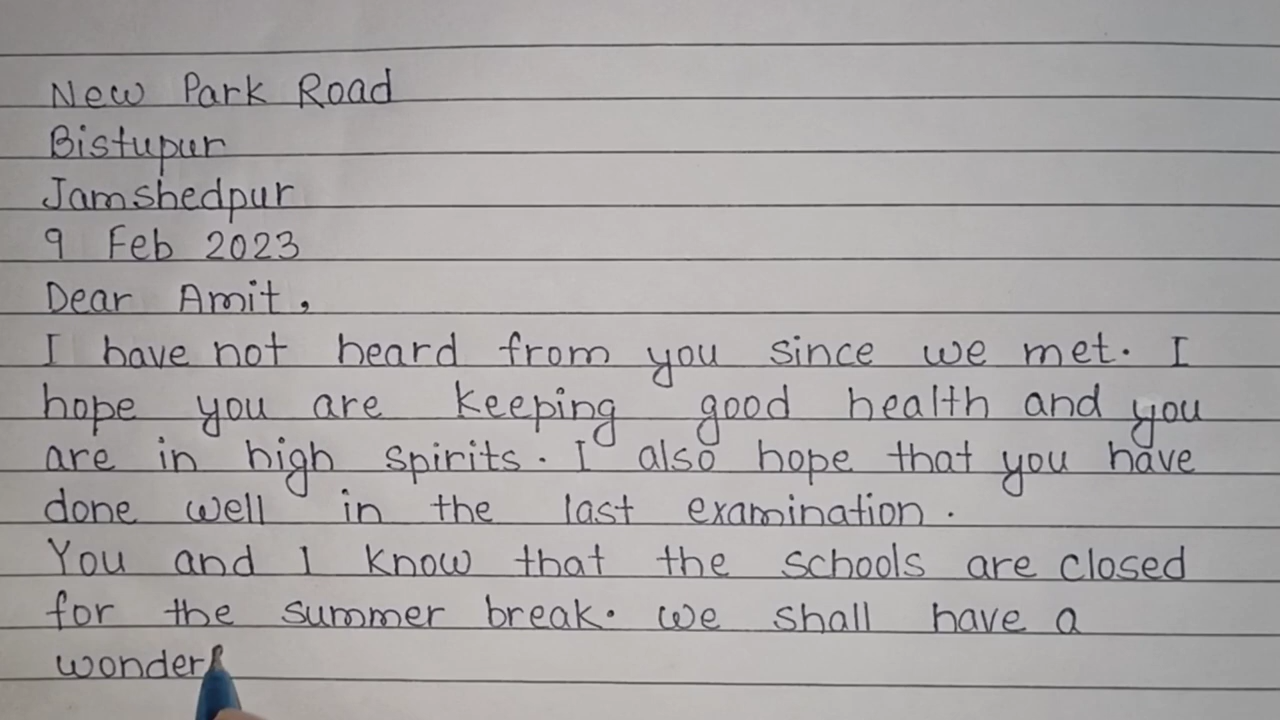 New Park Road
Bistupur
Jamshedpur
9 Feb 2023
Dear Amit,
I have not heard from you since we met. I
hope you are keeping good health and you
are in high spirits. I also hope that you have
done well in the last examination.
You and I know that the schools are closed
for the summer break. we shall have a
wonderf